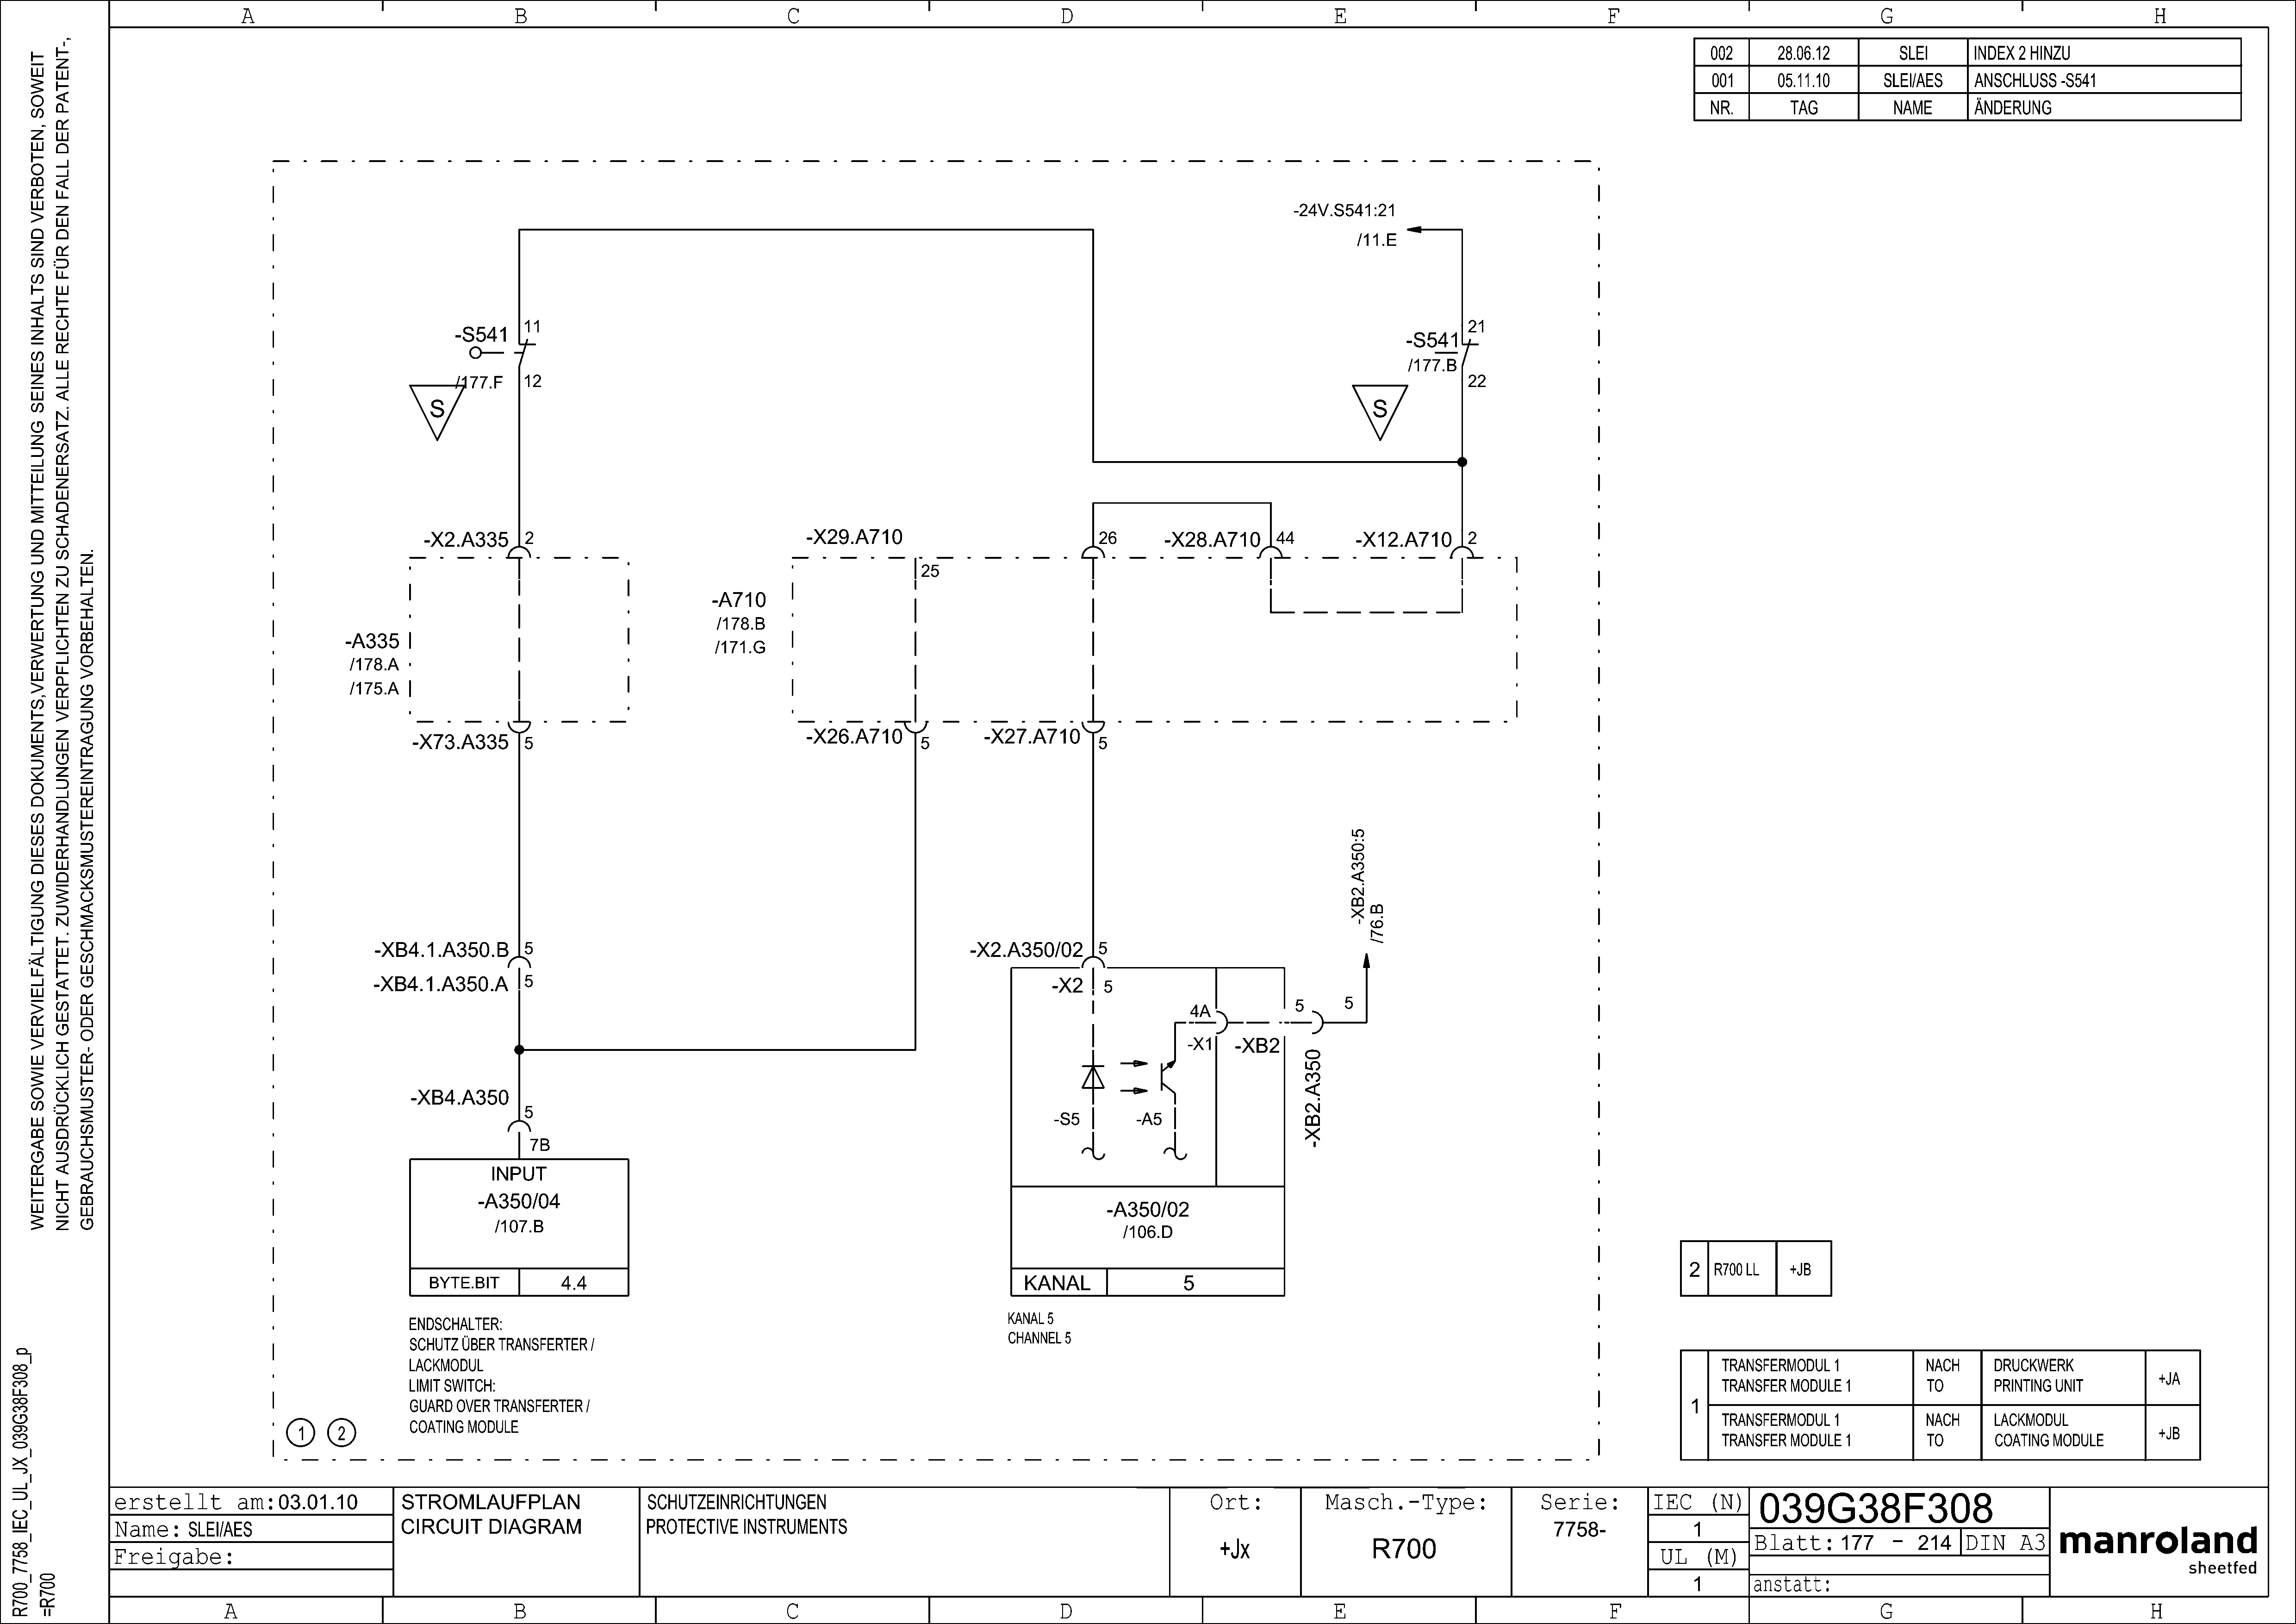 A B C D E F G H
002 28.06.12 SLEI INDEX 2 HINZU
001 05.11.10 SLEI/AES ANSCHLUSS -S541
NR. TAG NAME ÄNDERUNG
WEITERGABE SOWIE VERVIELFÄLTIGUNG DIESES DOKUMENTS,VERWERTUNG UND MITTEILUNG SEINES INHALTS SIND VERBOTEN, SOWEIT
NICHT AUSDRÜCKLICH GESTATTET. ZUWIDERHANDLUNGEN VERPFLICHTEN ZU SCHADENERSATZ. ALLE RECHTE FÜR DEN FALL DER PATENT-,
GEBRAUCHSMUSTER- ODER GESCHMACKSMUSTEREINTRAGUNG VORBEHALTEN.
R700_7758_IEC_UL_JX_039G38F308_p
=R700
-24V.S541:21
/11.E
-S541 11
/177.F 12
S
-S541 21
/177.B
22
S
-X2.A335 2
-X29.A710
26
-X28.A710 44
-X12.A710 2
25
-A335
/178.A
/175.A
-A710
/178.B
/171.G
-X73.A335 5
-X26.A710 5
-X27.A710 5
-XB2.A350:5
/76.B
-XB4.1.A350.B 5
-XB4.1.A350.A 5
-X2.A350/02 5
-X2 5
4A
5 5
-X1 -XB2
-XB2.A350
-S5 -A5
-XB4.A350
5
7B
INPUT
-A350/04
/107.B
BYTE.BIT 4.4
-A350/02
/106.D
KANAL 5
ENDSCHALTER:
SCHUTZ ÜBER TRANSFERTER /
LACKMODUL
LIMIT SWITCH:
GUARD OVER TRANSFERTER /
COATING MODULE
KANAL 5
CHANNEL 5
1 2
2 R700 LL +JB
1
TRANSFERMODUL 1 NACH DRUCKWERK
TRANSFER MODULE 1 TO PRINTING UNIT
+JA
TRANSFERMODUL 1 NACH LACKMODUL
TRANSFER MODULE 1 TO COATING MODULE
+JB
erstellt am: 03.01.10
Name: SLEI/AES
Freigabe:
STROMLAUFPLAN
CIRCUIT DIAGRAM
SCHUTZEINRICHTUNGEN
PROTECTIVE INSTRUMENTS
Ort:
+Jx
Masch.-Type:
R700
Serie:
7758-
IEC (N)
1
UL (M)
1
039G38F308
Blatt: 177 - 214 DIN A3
anstatt:
manroland
sheetfed
A B C D E F G H